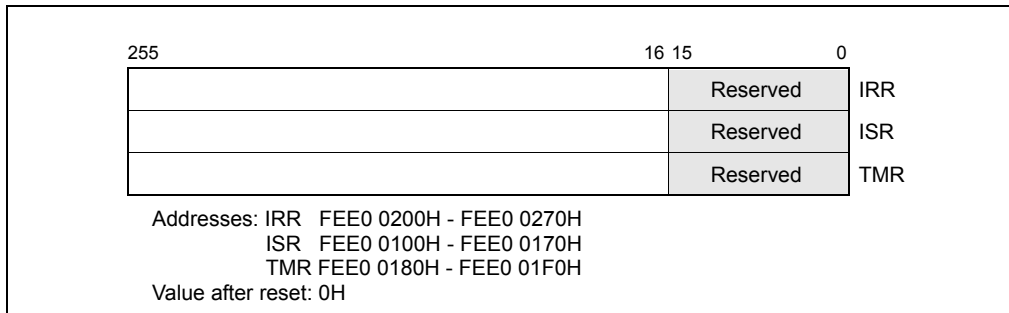 255 16 15 0
Reserved IRR
Reserved ISR
Reserved TMR
Addresses: IRR FEE0 0200H - FEE0 0270H
ISR FEE0 0100H - FEE0 0170H
TMR FEE0 0180H - FEE0 01F0H
Value after reset: 0H